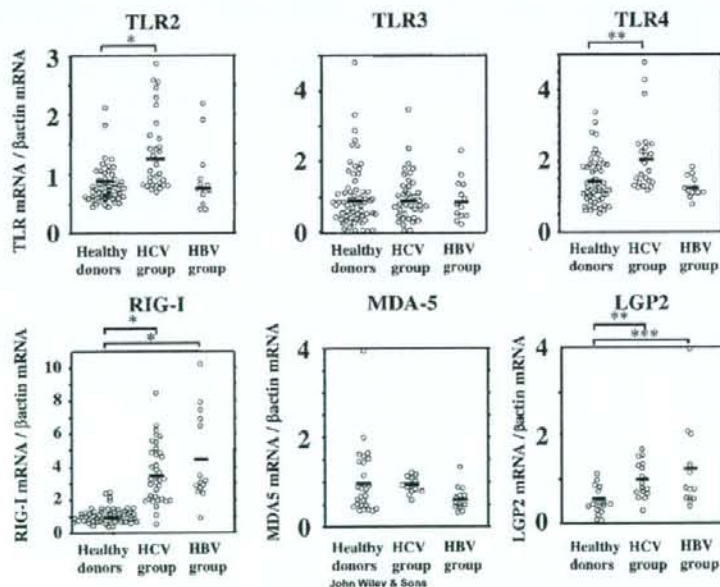 TLR2
TLR3
TLR4
TLR mRNA / βactin mRNA
3
2
1
0
*
Healthy donors
HCV group
HBV group
4
2
0
Healthy donors
HCV group
HBV group
4
2
0
**
Healthy donors
HCV group
HBV group
RIG-I
MDA-5
LGP2
RIG-I mRNA / βactin mRNA
10
8
6
4
2
0
*
*
Healthy donors
HCV group
HBV group
MDA5 mRNA / βactin mRNA
4
2
0
Healthy donors
HCV group
HBV group
LGP2 mRNA / βactin mRNA
4
2
0
**
***
Healthy donors
HCV group
HBV group
John Wiley & Sons